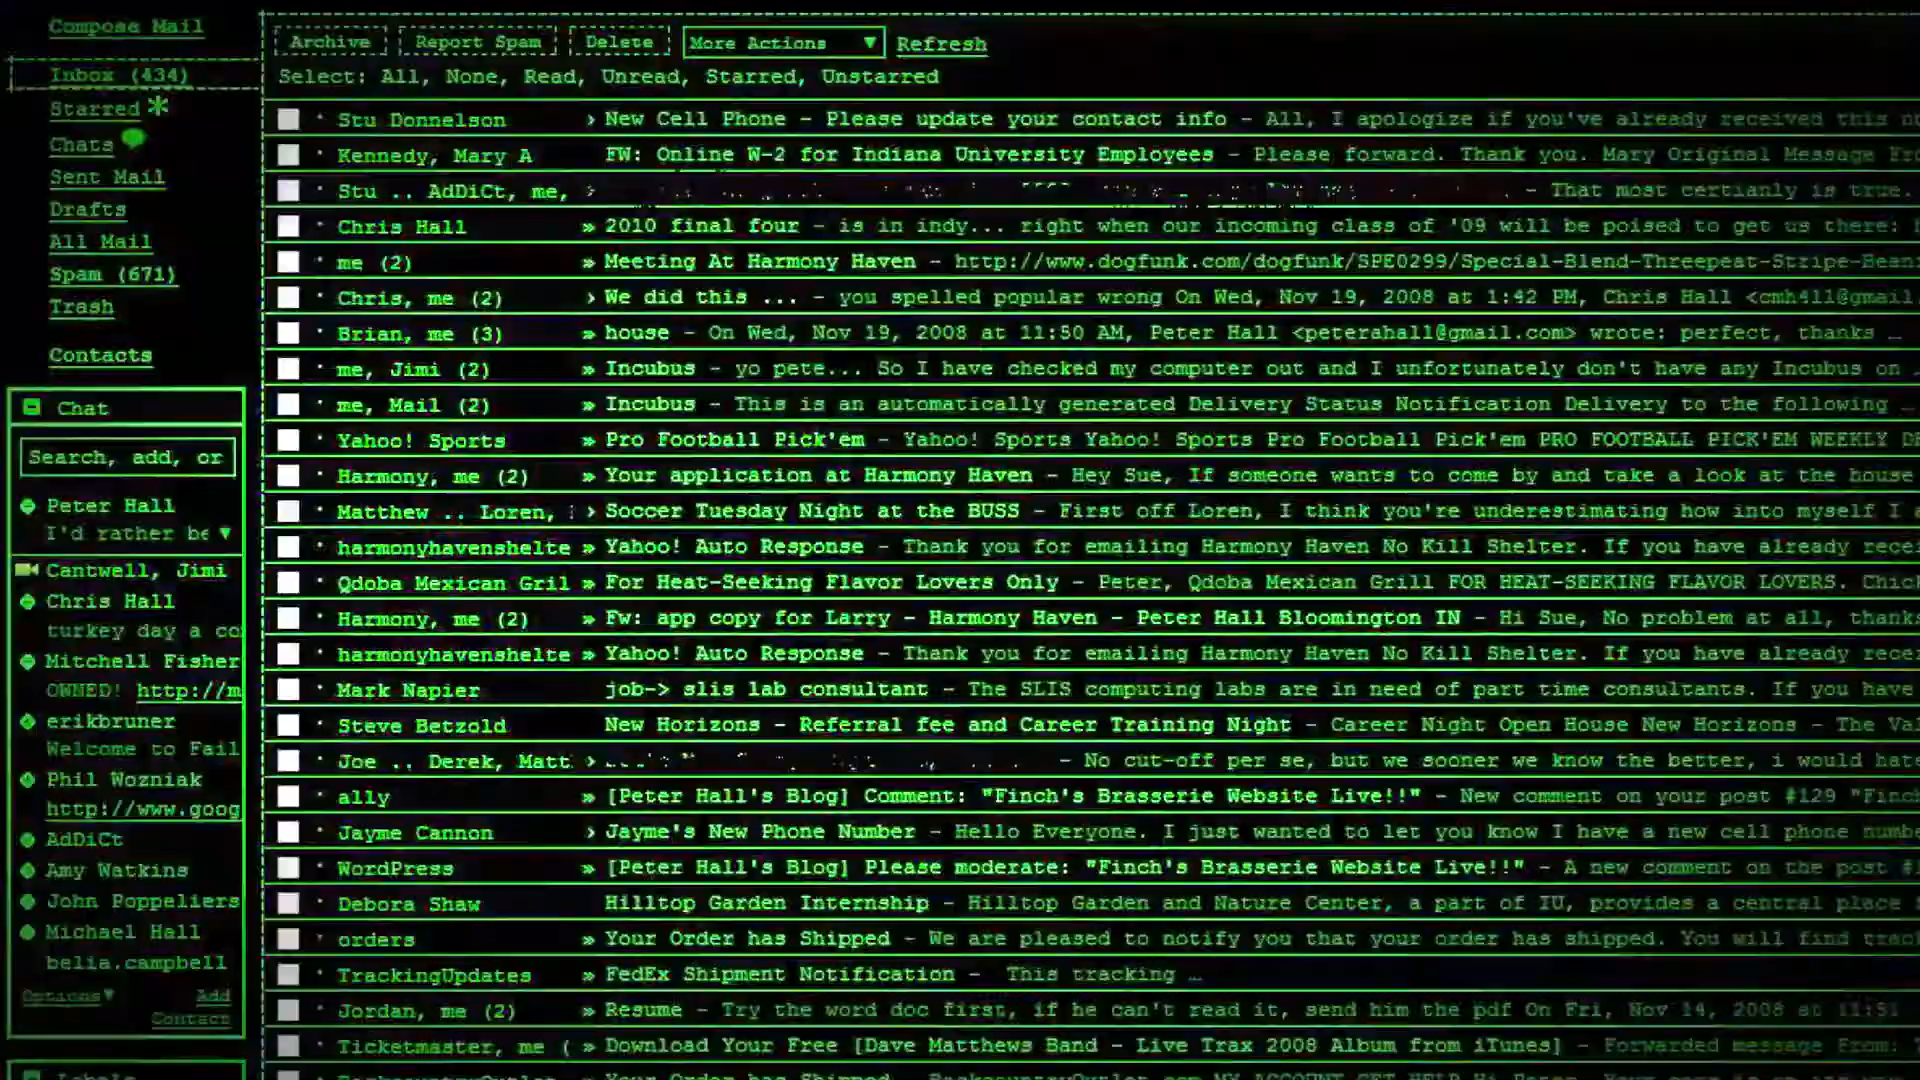 Compose Mail
Inbox (434)
Starred
Chats
Sent Mail
Drafts
All Mail
Spam (671)
Trash
Contacts
Chat
Search, add, or
Peter Hall
I'd rather be
Cantwell, Jimi
Chris Hall
turkey day a co
Mitchell Fisher
OWNED! http://m
erikbruner
Welcome to Fail
Phil Wozniak
http://www.goog
AdDiCt
Amy Watkins
John Poppeliers
Michael Hall
belia.campbell
Options
Add
Contact
Labels
Archive Report Spam Delete More Actions Refresh
Select: All, None, Read, Unread, Starred, Unstarred
Stu Donnelson › New Cell Phone - Please update your contact info - All, I apologize if you've already received this
Kennedy, Mary A FW: Online W-2 for Indiana University Employees - Please forward. Thank you. Mary Original Message
Stu .. AdDiCt, me, › - That most certianly is true.
Chris Hall » 2010 final four - is in indy... right when our incoming class of '09 will be poised to get us there:
me (2) » Meeting At Harmony Haven - http://www.dogfunk.com/dogfunk/SPE0299/Special-Blend-Threepeat-Stripe-Bean
Chris, me (2) › We did this ... - you spelled popular wrong On Wed, Nov 19, 2008 at 1:42 PM, Chris Hall <cmh411@gmail.
Brian, me (3) » house - On Wed, Nov 19, 2008 at 11:50 AM, Peter Hall <peterahall@gmail.com> wrote: perfect, thanks …
me, Jimi (2) » Incubus - yo pete... So I have checked my computer out and I unfortunately don't have any Incubus on
me, Mail (2) » Incubus - This is an automatically generated Delivery Status Notification Delivery to the following …
Yahoo! Sports » Pro Football Pick'em - Yahoo! Sports Yahoo! Sports Pro Football Pick'em PRO FOOTBALL PICK'EM WEEKLY
Harmony, me (2) » Your application at Harmony Haven - Hey Sue, If someone wants to come by and take a look at the house
Matthew .. Loren, › Soccer Tuesday Night at the BUSS - First off Loren, I think you're underestimating how into myself I
harmonyhavenshelte » Yahoo! Auto Response - Thank you for emailing Harmony Haven No Kill Shelter. If you have already recei
Qdoba Mexican Gril » For Heat-Seeking Flavor Lovers Only - Peter, Qdoba Mexican Grill FOR HEAT-SEEKING FLAVOR LOVERS. Chic
Harmony, me (2) » Fw: app copy for Larry - Harmony Haven - Peter Hall Bloomington IN - Hi Sue, No problem at all, thanks
harmonyhavenshelte » Yahoo! Auto Response - Thank you for emailing Harmony Haven No Kill Shelter. If you have already recei
Mark Napier job-> slis lab consultant - The SLIS computing labs are in need of part time consultants. If you have
Steve Betzold New Horizons - Referral fee and Career Training Night - Career Night Open House New Horizons - The Va
Joe .. Derek, Matt › - No cut-off per se, but we sooner we know the better, i would hate
ally » [Peter Hall's Blog] Comment: "Finch's Brasserie Website Live!!" - New comment on your post #129 "Finc
Jayme Cannon › Jayme's New Phone Number - Hello Everyone. I just wanted to let you know I have a new cell phone numbe
WordPress » [Peter Hall's Blog] Please moderate: "Finch's Brasserie Website Live!!" - A new comment on the post
Debora Shaw Hilltop Garden Internship - Hilltop Garden and Nature Center, a part of IU, provides a central place
orders » Your Order has Shipped - We are pleased to notify you that your order has shipped. You will find
TrackingUpdates » FedEx Shipment Notification - This tracking …
Jordan, me (2) » Resume - Try the word doc first, if he can't read it, send him the pdf On Fri, Nov 14, 2008 at 11:51
Ticketmaster, me ( » Download Your Free [Dave Matthews Band - Live Trax 2008 Album from iTunes] - Forwarded message From:
Your Order has Shipped